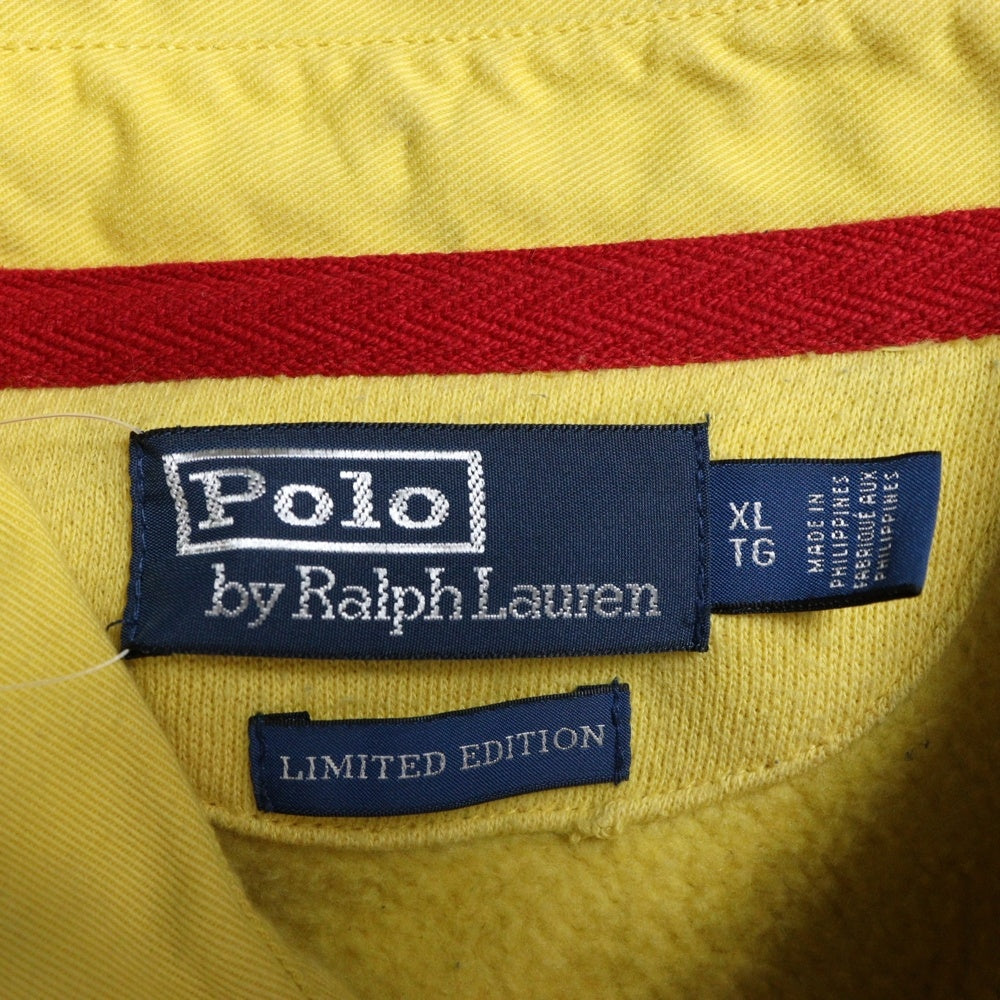 Polo
by Ralph Lauren
XL
TG
MADE IN
PHILIPPINES
FABRIQUÉ AUX
PHILIPPINES
LIMITED EDITION